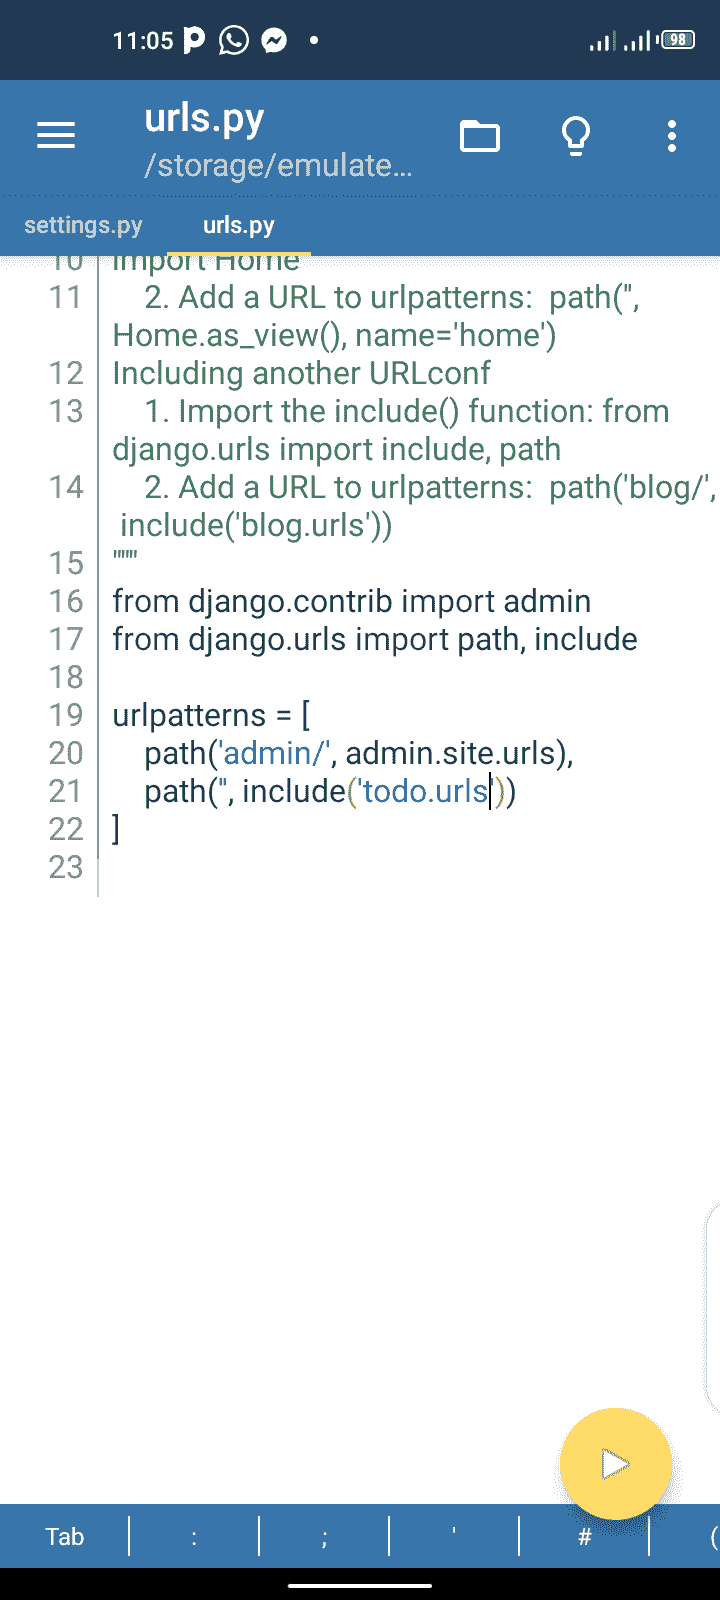 11:05
98
urls.py
/storage/emulate...
settings.py urls.py
10 import Home
11 2. Add a URL to urlpatterns:  path('',
Home.as_view(), name='home')
12 Including another URLconf
13 1. Import the include() function: from
django.urls import include, path
14 2. Add a URL to urlpatterns:  path('blog/',
include('blog.urls'))
15 """
16 from django.contrib import admin
17 from django.urls import path, include
18
19 urlpatterns = [
20 path('admin/', admin.site.urls),
21 path('', include('todo.urls'))
22 ]
23
Tab : ; ' # (